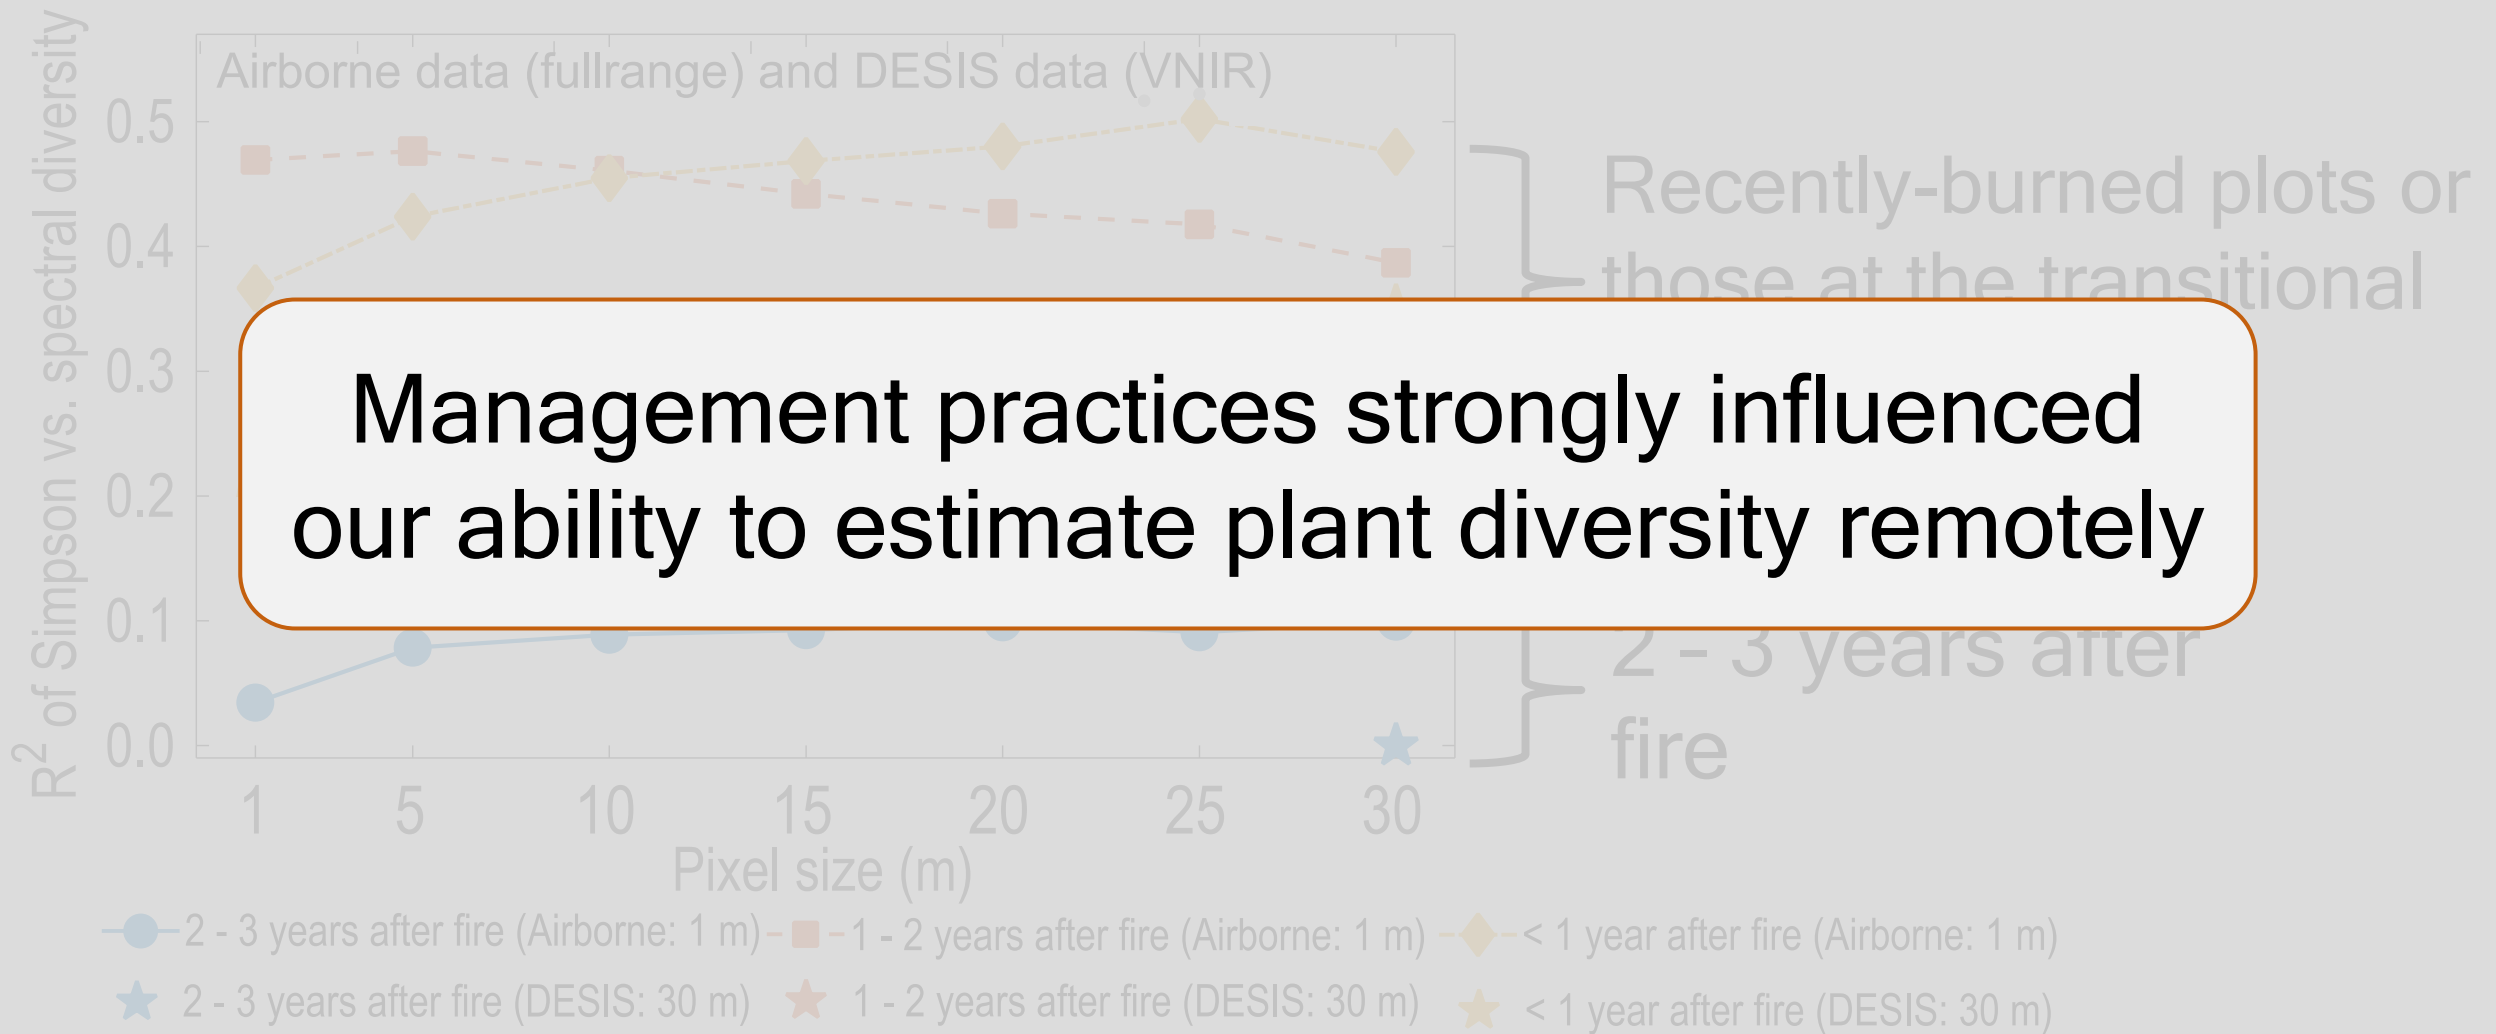 Airborne data (fullrange) and DESIS data (VNIR)
R2 of Simpson vs. spectral diversity
0.5
0.4
0.3
0.2
0.1
0.0
1 5 10 15 20 25 30
Pixel size (m)
Recently-burned plots or
those at the transitional
Management practices strongly influenced
our ability to estimate plant diversity remotely
2 - 3 years after
fire
2 - 3 years after fire (Airborne: 1 m) 1 - 2 years after fire (Airborne: 1 m) < 1 year after fire (Airborne: 1 m)
2 - 3 years after fire (DESIS: 30 m) 1 - 2 years after fire (DESIS: 30 m) < 1 year after fire (DESIS: 30 m)